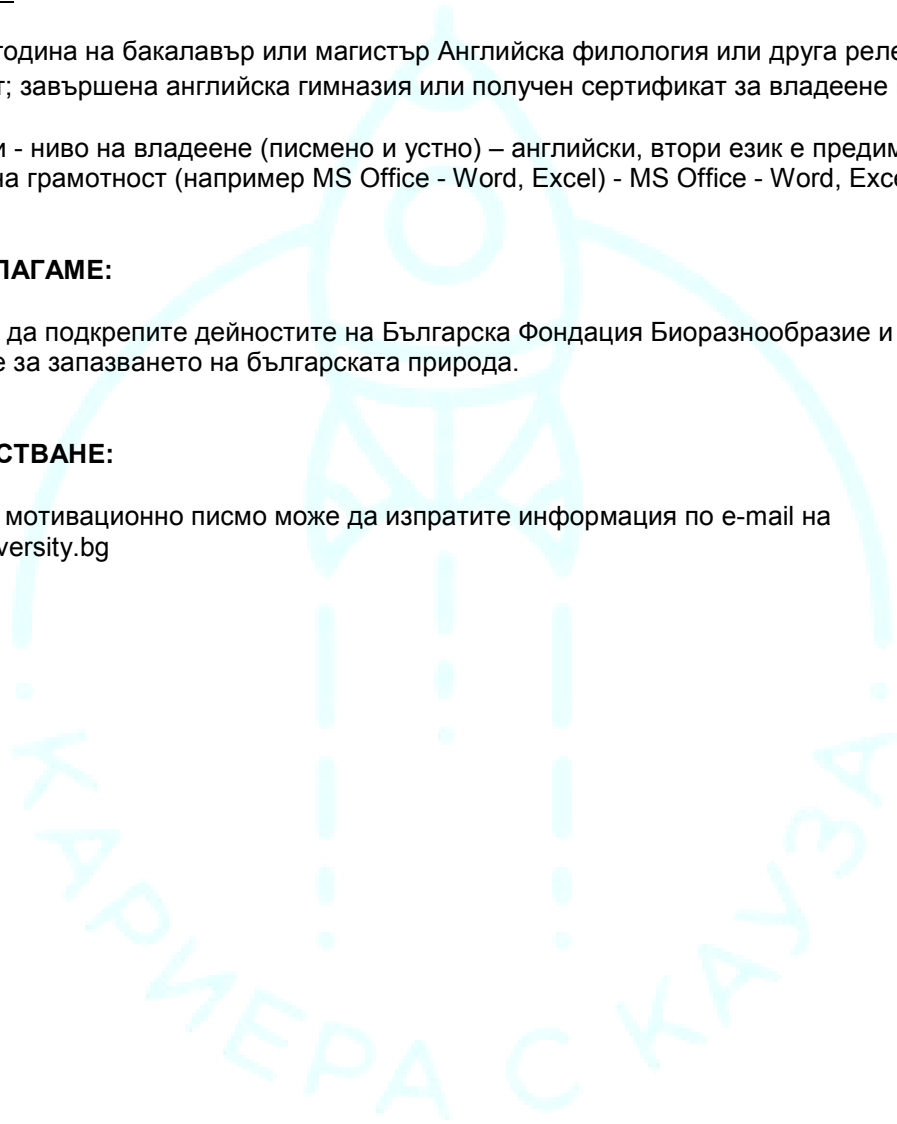 година на бакалавър или магистър Английска филология или друга реле
т; завършена английска гимназия или получен сертификат за владеене
и - ниво на владеене (писмено и устно) – английски, втори език е предим
на грамотност (например MS Office - Word, Excel) - MS Office - Word, Exce
ЛАГАМЕ:
да подкрепите дейностите на Българска Фондация Биоразнообразие и
е за запазването на българската природа.
СТВАНЕ:
мотивационно писмо може да изпратите информация по e-mail на
versity.bg
КАРИЕРА С КАУЗА